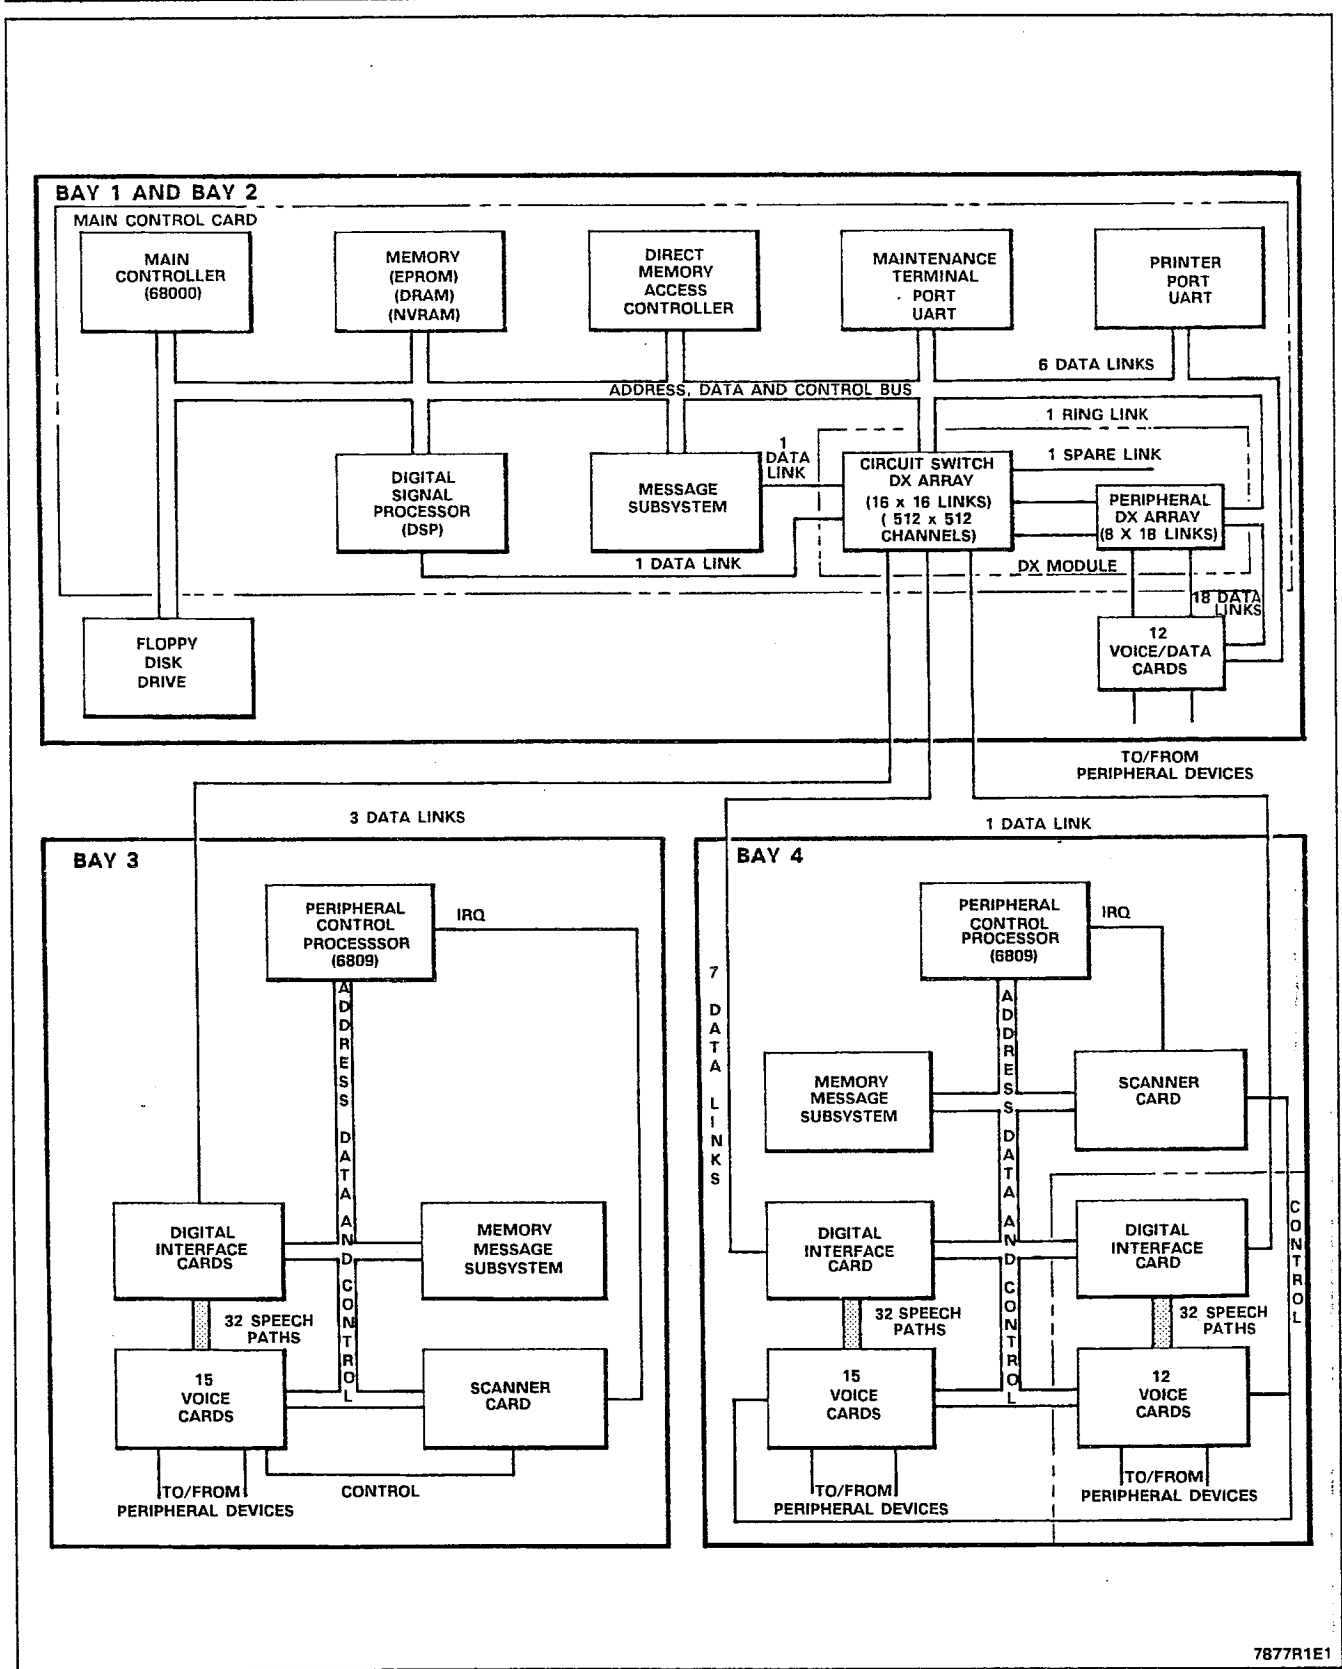 BAY 1 AND BAY 2
MAIN CONTROL CARD
MAIN
CONTROLLER
(68000)
MEMORY
(EPROM)
(DRAM)
(NVRAM)
DIRECT
MEMORY
ACCESS
CONTROLLER
MAINTENANCE
TERMINAL
PORT
UART
PRINTER
PORT
UART
6 DATA LINKS
ADDRESS, DATA AND CONTROL BUS
1 RING LINK
1
DATA
LINK
1 SPARE LINK
DIGITAL
SIGNAL
PROCESSOR
(DSP)
MESSAGE
SUBSYSTEM
CIRCUIT SWITCH
DX ARRAY
(16 x 16 LINKS)
( 512 x 512
CHANNELS)
PERIPHERAL
DX ARRAY
(8 X 18 LINKS)
1 DATA LINK
DX MODULE
18 DATA
LINKS
FLOPPY
DISK
DRIVE
12
VOICE/DATA
CARDS
TO/FROM
PERIPHERAL DEVICES
3 DATA LINKS
1 DATA LINK
BAY 3
PERIPHERAL
CONTROL
PROCESSSOR
(6809)
IRQ
ADDRESS DATA AND CONTROL
DIGITAL
INTERFACE
CARDS
MEMORY
MESSAGE
SUBSYSTEM
32 SPEECH
PATHS
15
VOICE
CARDS
SCANNER
CARD
TO/FROM
PERIPHERAL DEVICES
CONTROL
BAY 4
PERIPHERAL
CONTROL
PROCESSOR
(6809)
IRQ
7 DATA LINKS
ADDRESS DATA AND CONTROL
MEMORY
MESSAGE
SUBSYSTEM
SCANNER
CARD
CONTROL
DIGITAL
INTERFACE
CARD
DIGITAL
INTERFACE
CARD
32 SPEECH
PATHS
32 SPEECH
PATHS
15
VOICE
CARDS
12
VOICE
CARDS
TO/FROM
PERIPHERAL DEVICES
TO/FROM
PERIPHERAL DEVICES
7877R1E1